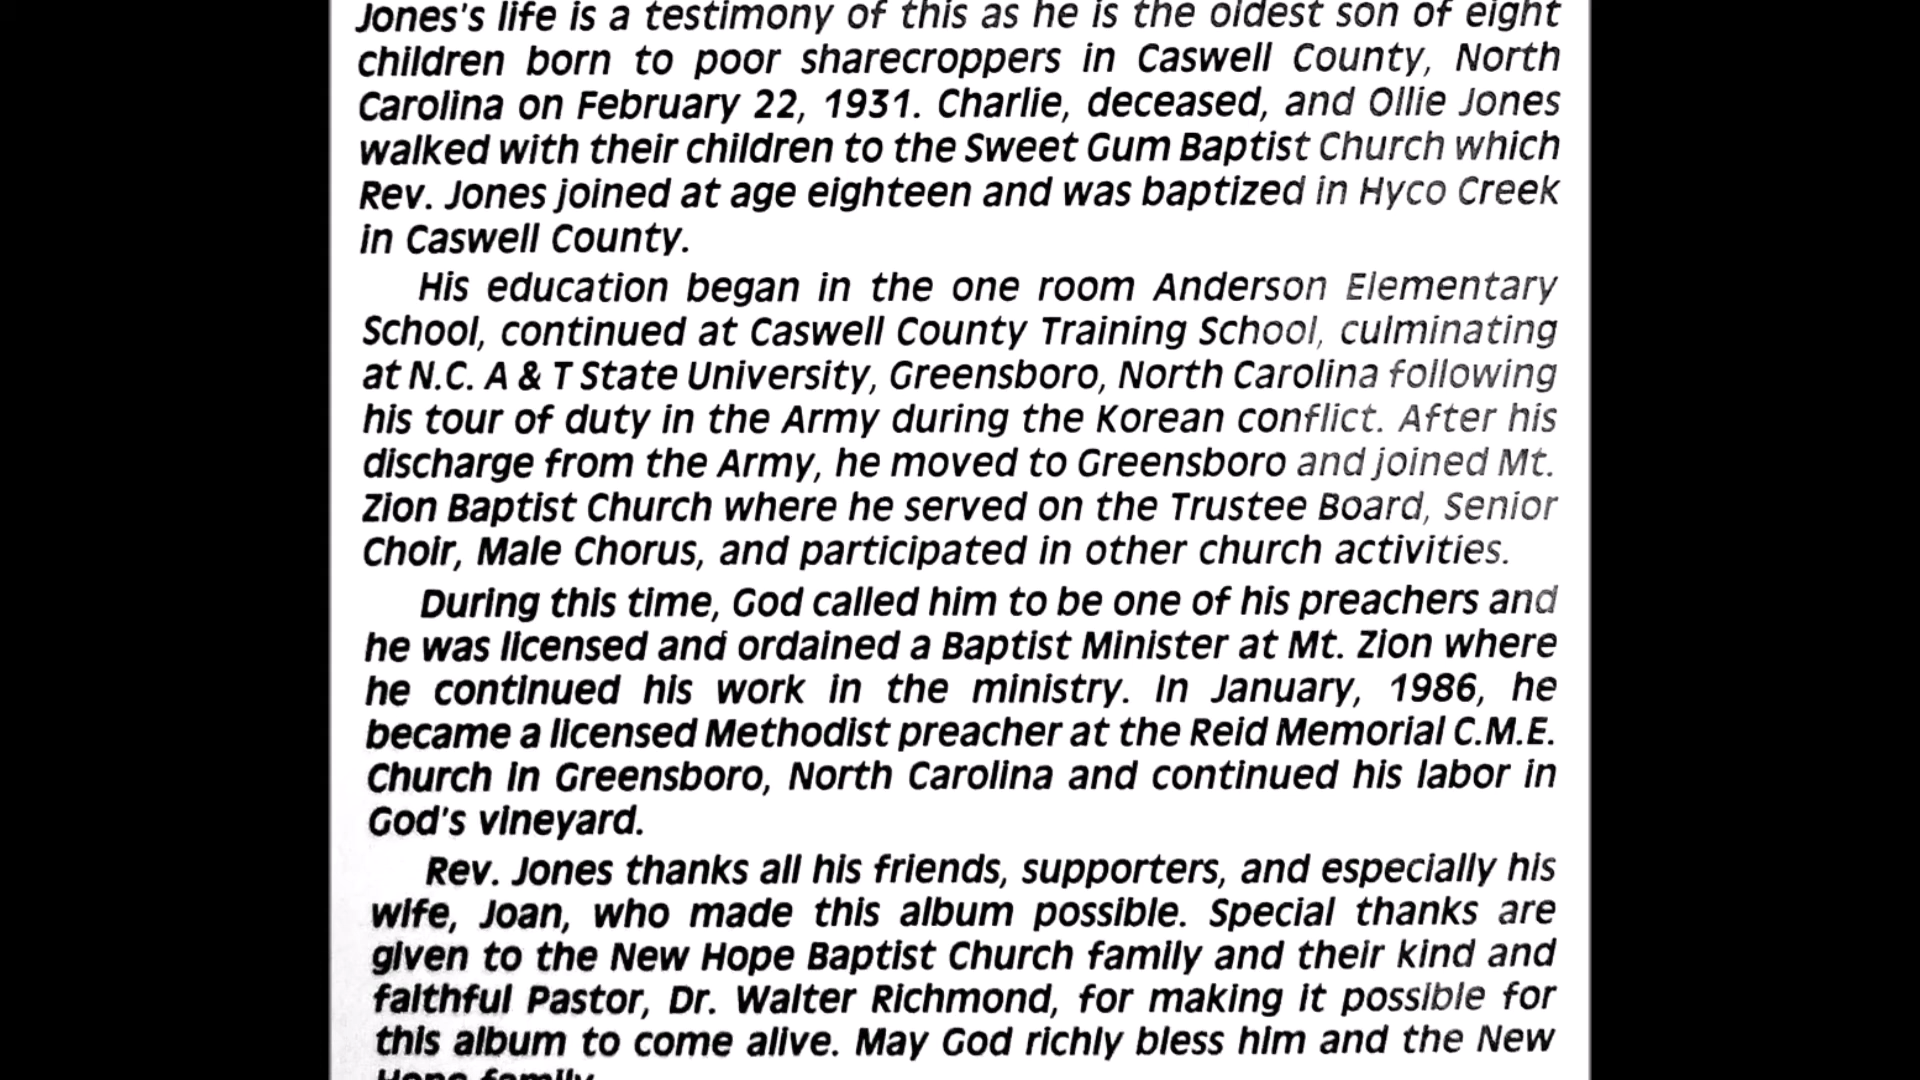 Jones's life is a testimony of this as he is the oldest son of eight
children born to poor sharecroppers in Caswell County, North
Carolina on February 22, 1931. Charlie, deceased, and Ollie Jones
walked with their children to the Sweet Gum Baptist Church which
Rev. Jones joined at age eighteen and was baptized in Hyco Creek
in Caswell County.
His education began in the one room Anderson Elementary
School, continued at Caswell County Training School, culminating
at N.C. A & T State University, Greensboro, North Carolina following
his tour of duty in the Army during the Korean conflict. After his
discharge from the Army, he moved to Greensboro and joined Mt.
Zion Baptist Church where he served on the Trustee Board, Senior
Choir, Male Chorus, and participated in other church activities.
During this time, God called him to be one of his preachers and
he was licensed and ordained a Baptist Minister at Mt. Zion where
he continued his work in the ministry. In January, 1986, he
became a licensed Methodist preacher at the Reid Memorial C.M.E.
Church in Greensboro, North Carolina and continued his labor in
God's vineyard.
Rev. Jones thanks all his friends, supporters, and especially his
wife, Joan, who made this album possible. Special thanks are
given to the New Hope Baptist Church family and their kind and
faithful Pastor, Dr. Walter Richmond, for making it possible for
this album to come alive. May God richly bless him and the New
Hope family.